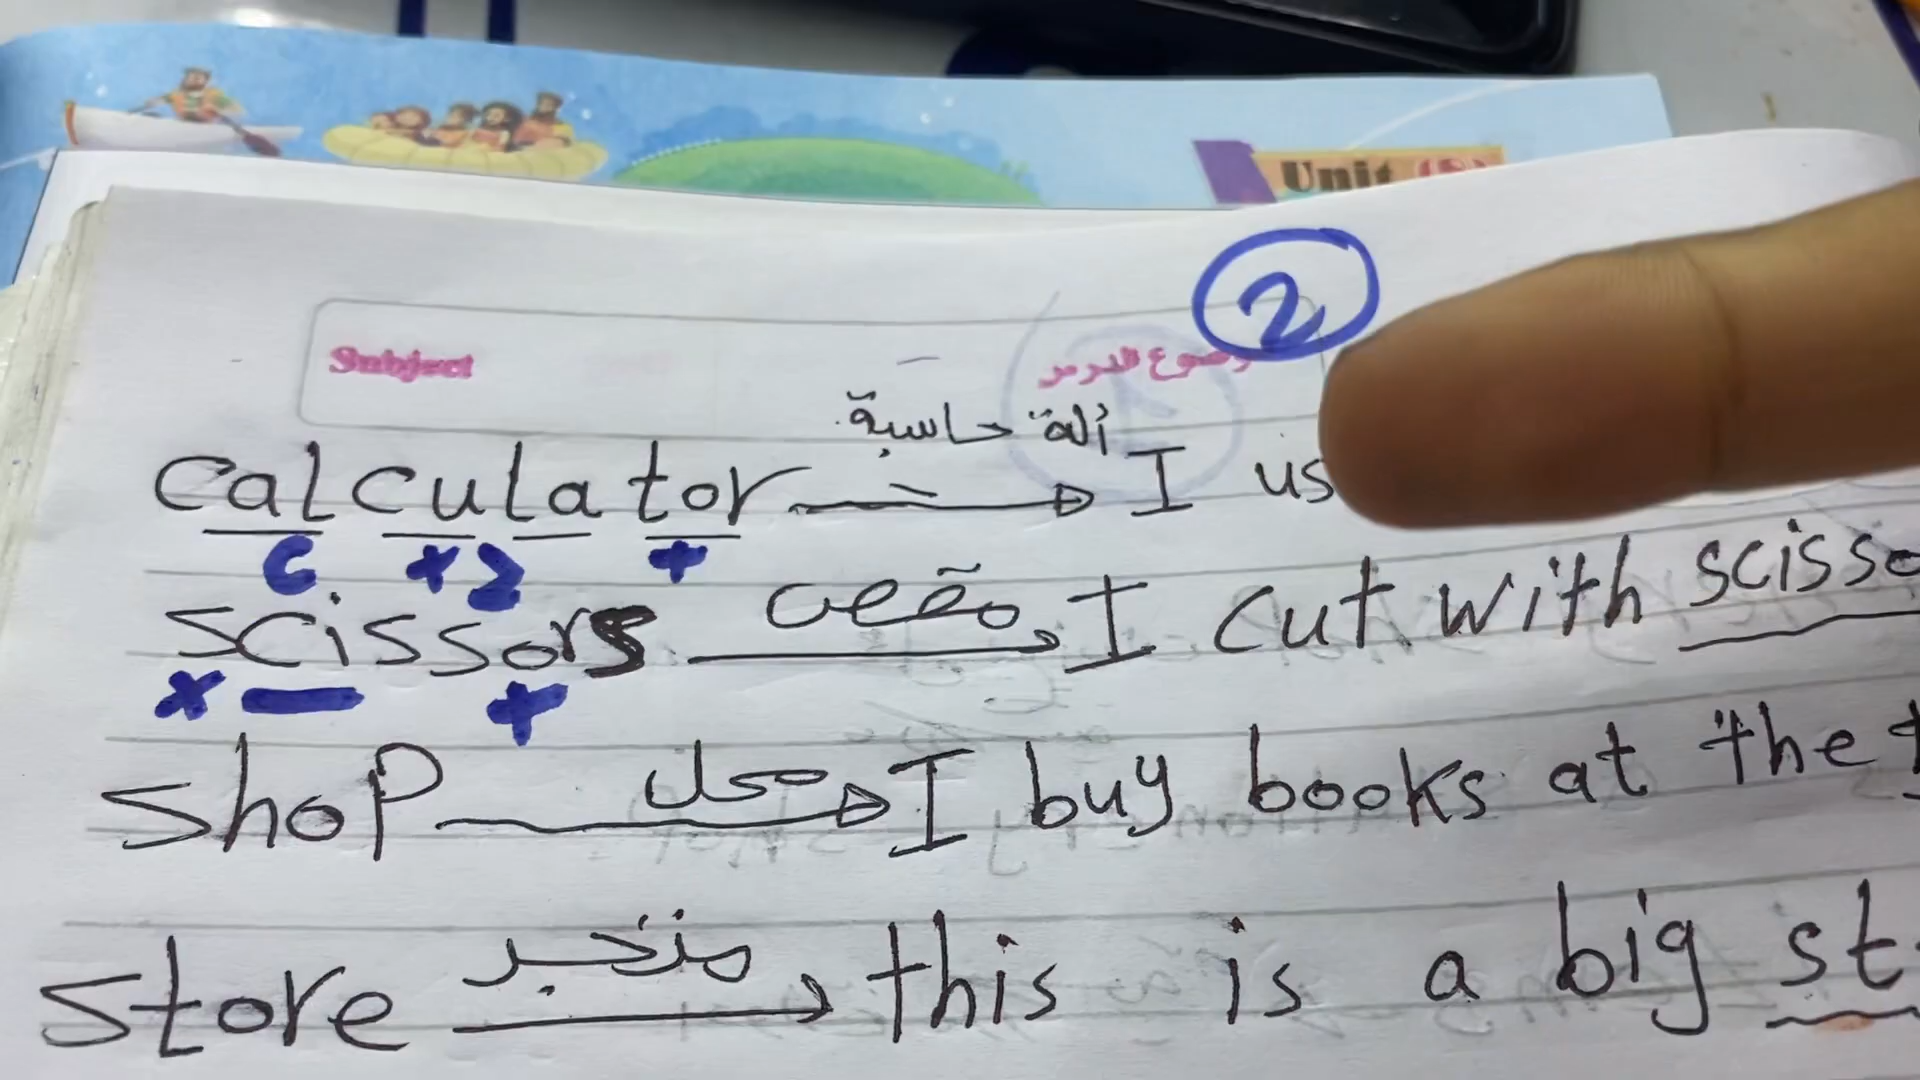 Unit
2
Subject
موضوع الدرس
ألة حاسبة
calculator → I us
scissors مقص → I cut with scisso
shop محل → I buy books at the
store متجر → this is a big st